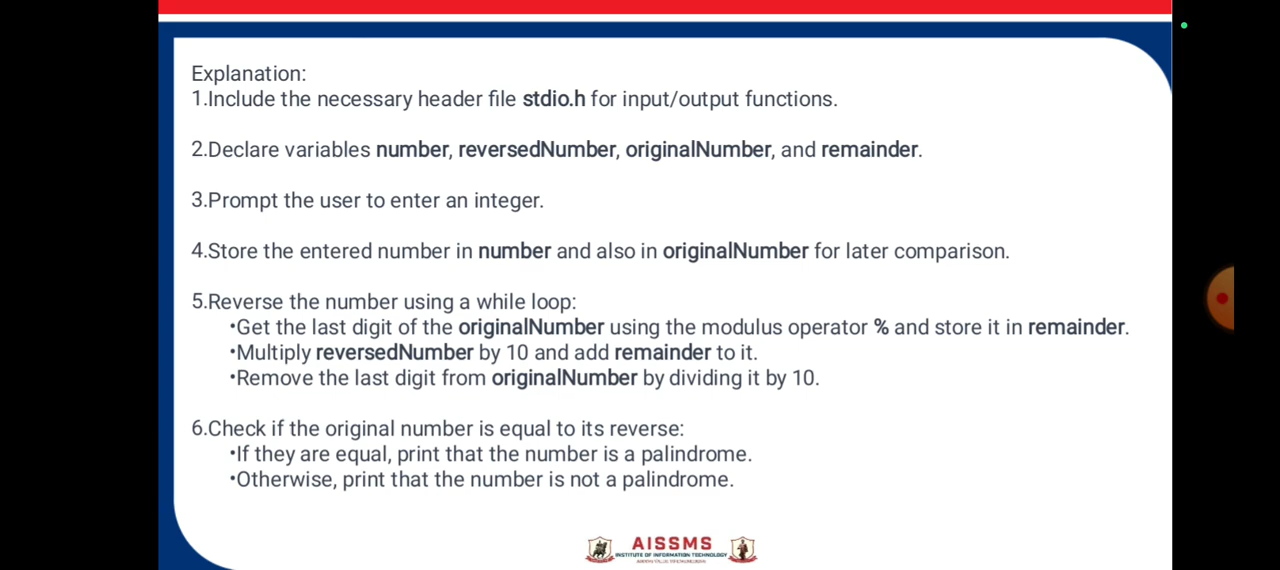 Explanation:
1.Include the necessary header file stdio.h for input/output functions.
2.Declare variables number, reversedNumber, originalNumber, and remainder.
3.Prompt the user to enter an integer.
4.Store the entered number in number and also in originalNumber for later comparison.
5.Reverse the number using a while loop:
•Get the last digit of the originalNumber using the modulus operator % and store it in remainder.
•Multiply reversedNumber by 10 and add remainder to it.
•Remove the last digit from originalNumber by dividing it by 10.
6.Check if the original number is equal to its reverse:
•If they are equal, print that the number is a palindrome.
•Otherwise, print that the number is not a palindrome.
AISSMS
INSTITUTE OF INFORMATION TECHNOLOGY